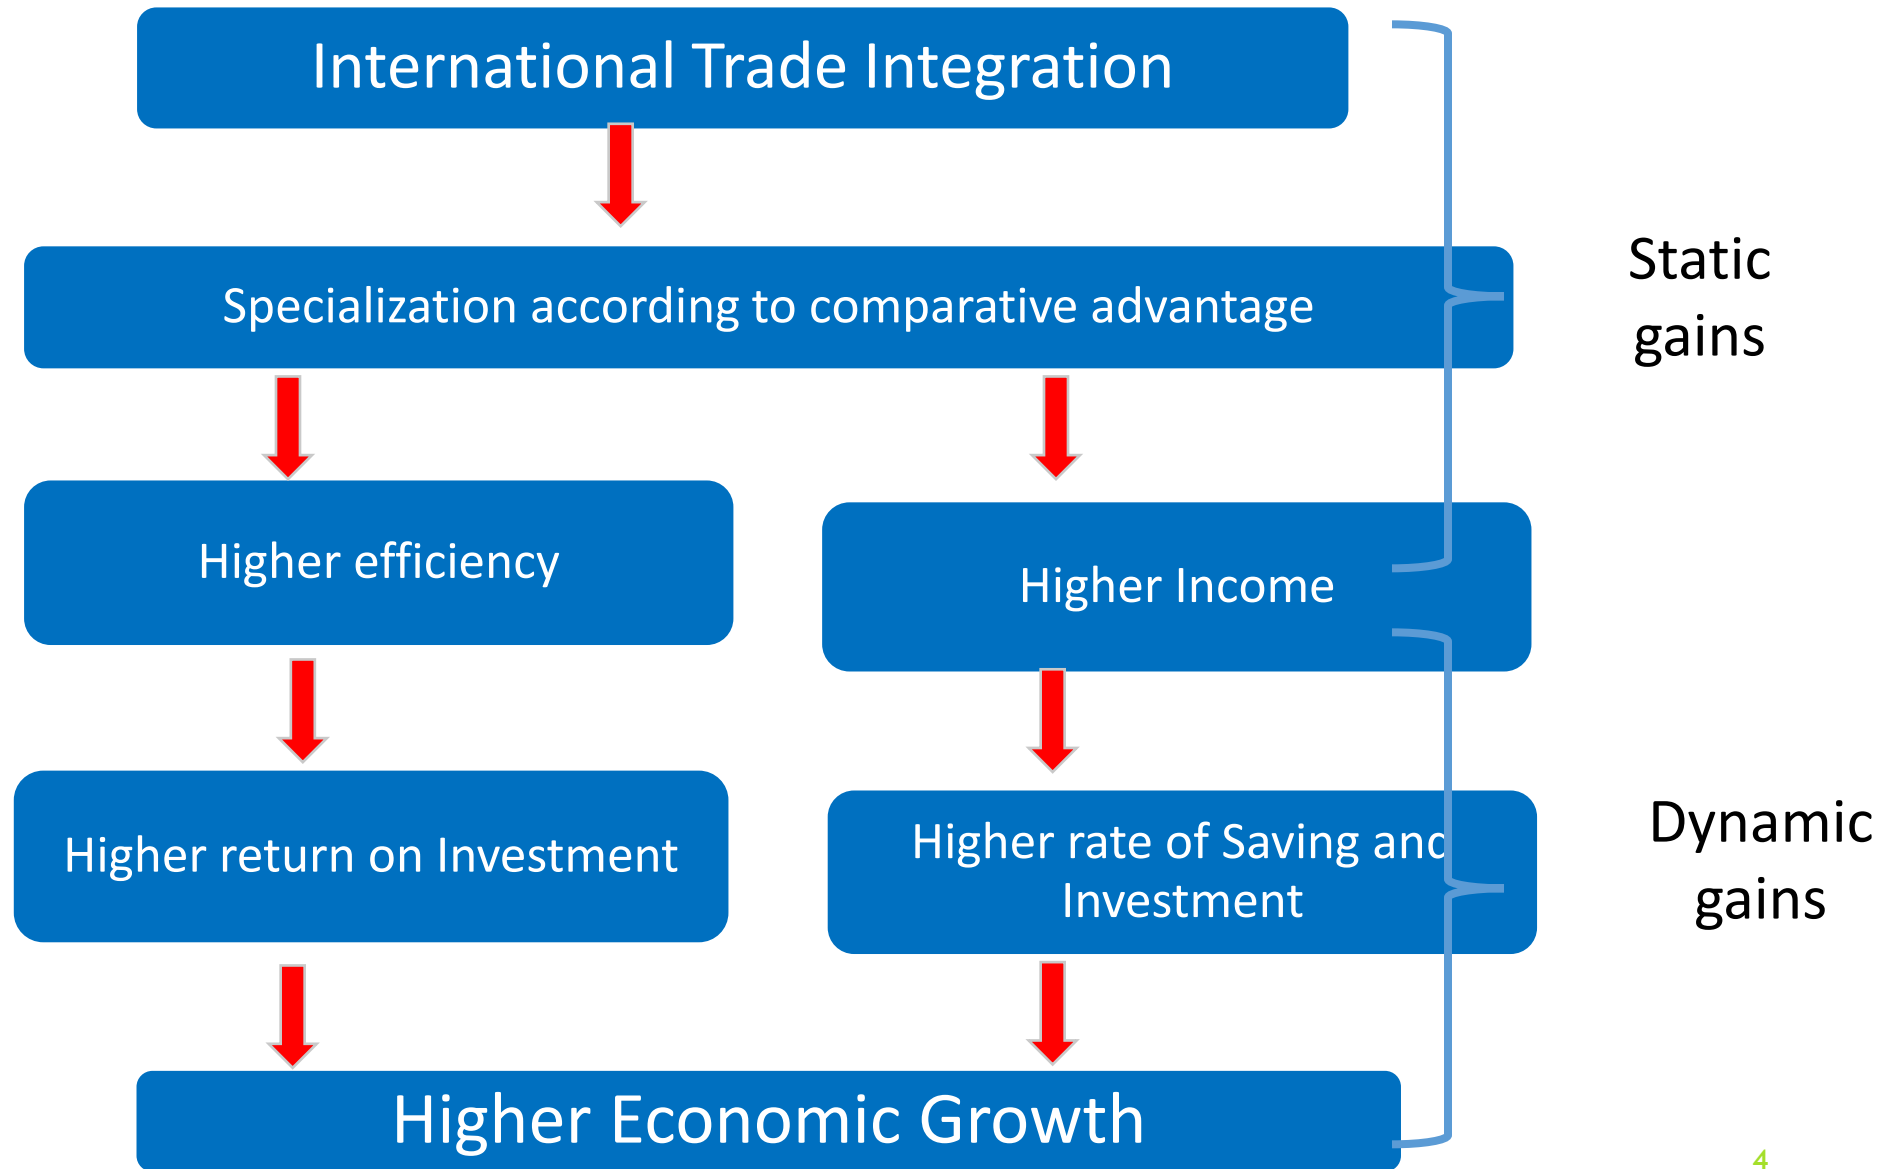 International Trade Integration
Specialization according to comparative advantage
Static
gains
Higher efficiency
Higher Income
Higher return on Investment
Higher rate of Saving and
Investment
Dynamic
gains
Higher Economic Growth
4